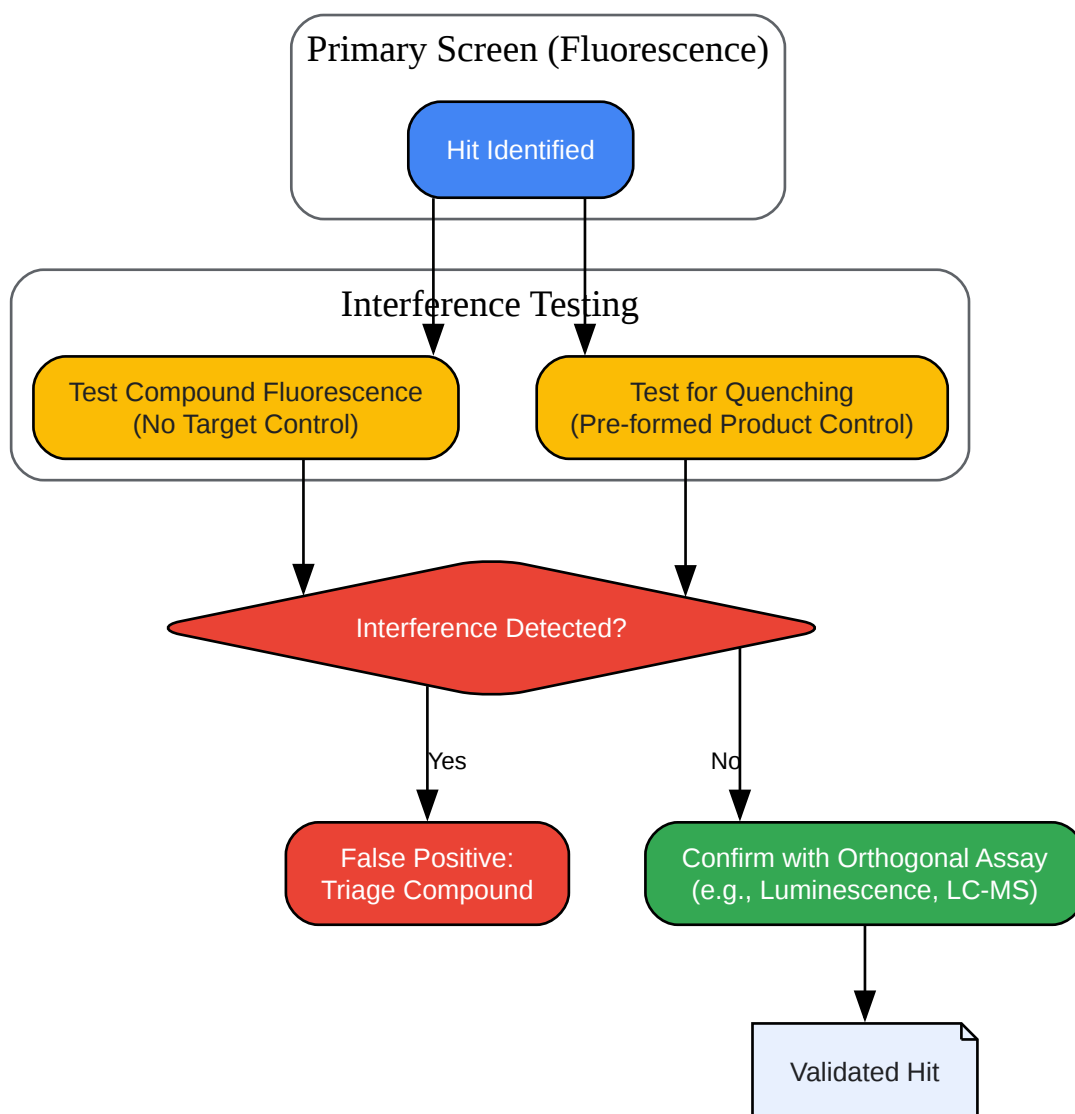 Primary Screen (Fluorescence)
Hit Identified
Interference Testing
Test Compound Fluorescence
(No Target Control)
Test for Quenching
(Pre-formed Product Control)
Interference Detected?
Yes
No
False Positive:
Triage Compound
Confirm with Orthogonal Assay
(e.g., Luminescence, LC-MS)
Validated Hit